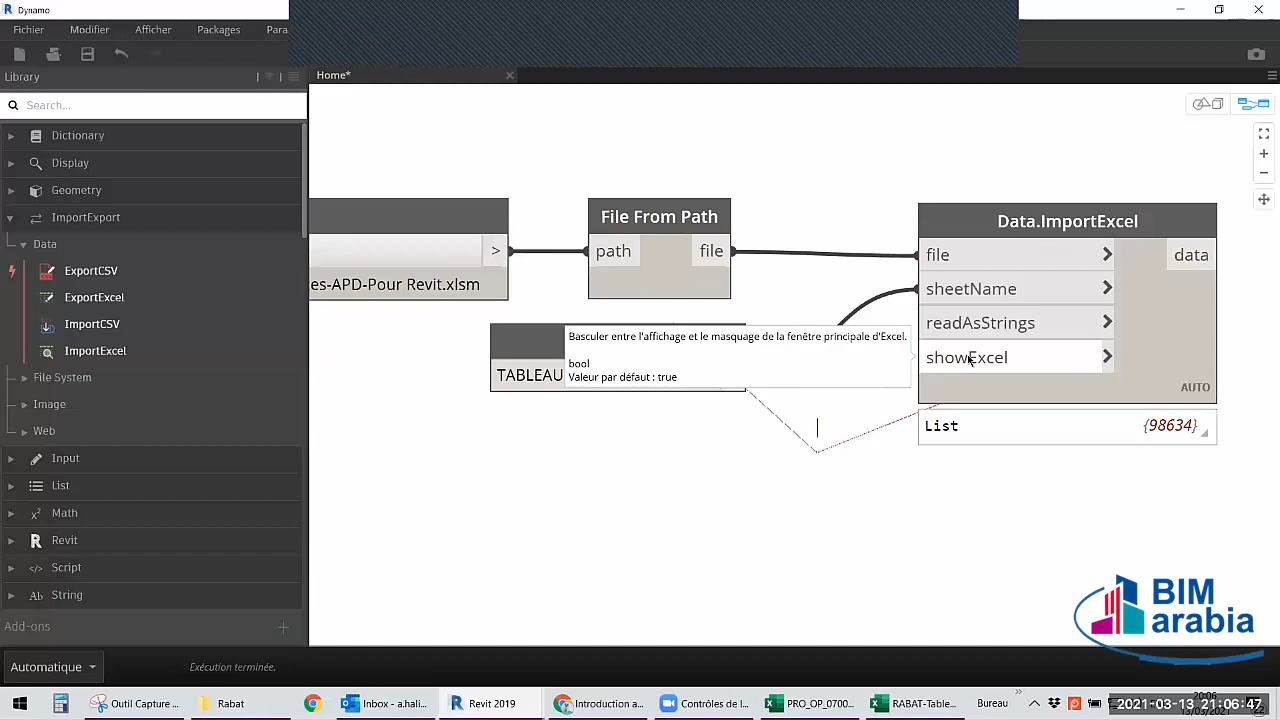 Dynamo
Fichier Modifier Afficher Packages Para
Library
Home*
Search...
Dictionary
Display
Geometry
ImportExport
Data
ExportCSV
ExportExcel
ImportCSV
ImportExcel
File System
Image
Web
Input
List
Math
Revit
Script
String
Add-ons
>
es-APD-Pour Revit.xlsm
File From Path
path file
TABLEAU
Basculer entre l'affichage et le masquage de la fenêtre principale d'Excel.
bool
Valeur par défaut : true
Data.ImportExcel
file data
sheetName
readAsStrings
showExcel
AUTO
List {98634}
BIM
arabia
Automatique Exécution terminée.
Outil Capture ... Rabat Inbox - a.hali... Revit 2019 Introduction a... Contrôles de l... PRO_OP_0700... RABAT-Table... Bureau
20:06
2021-03-13 21:06:47